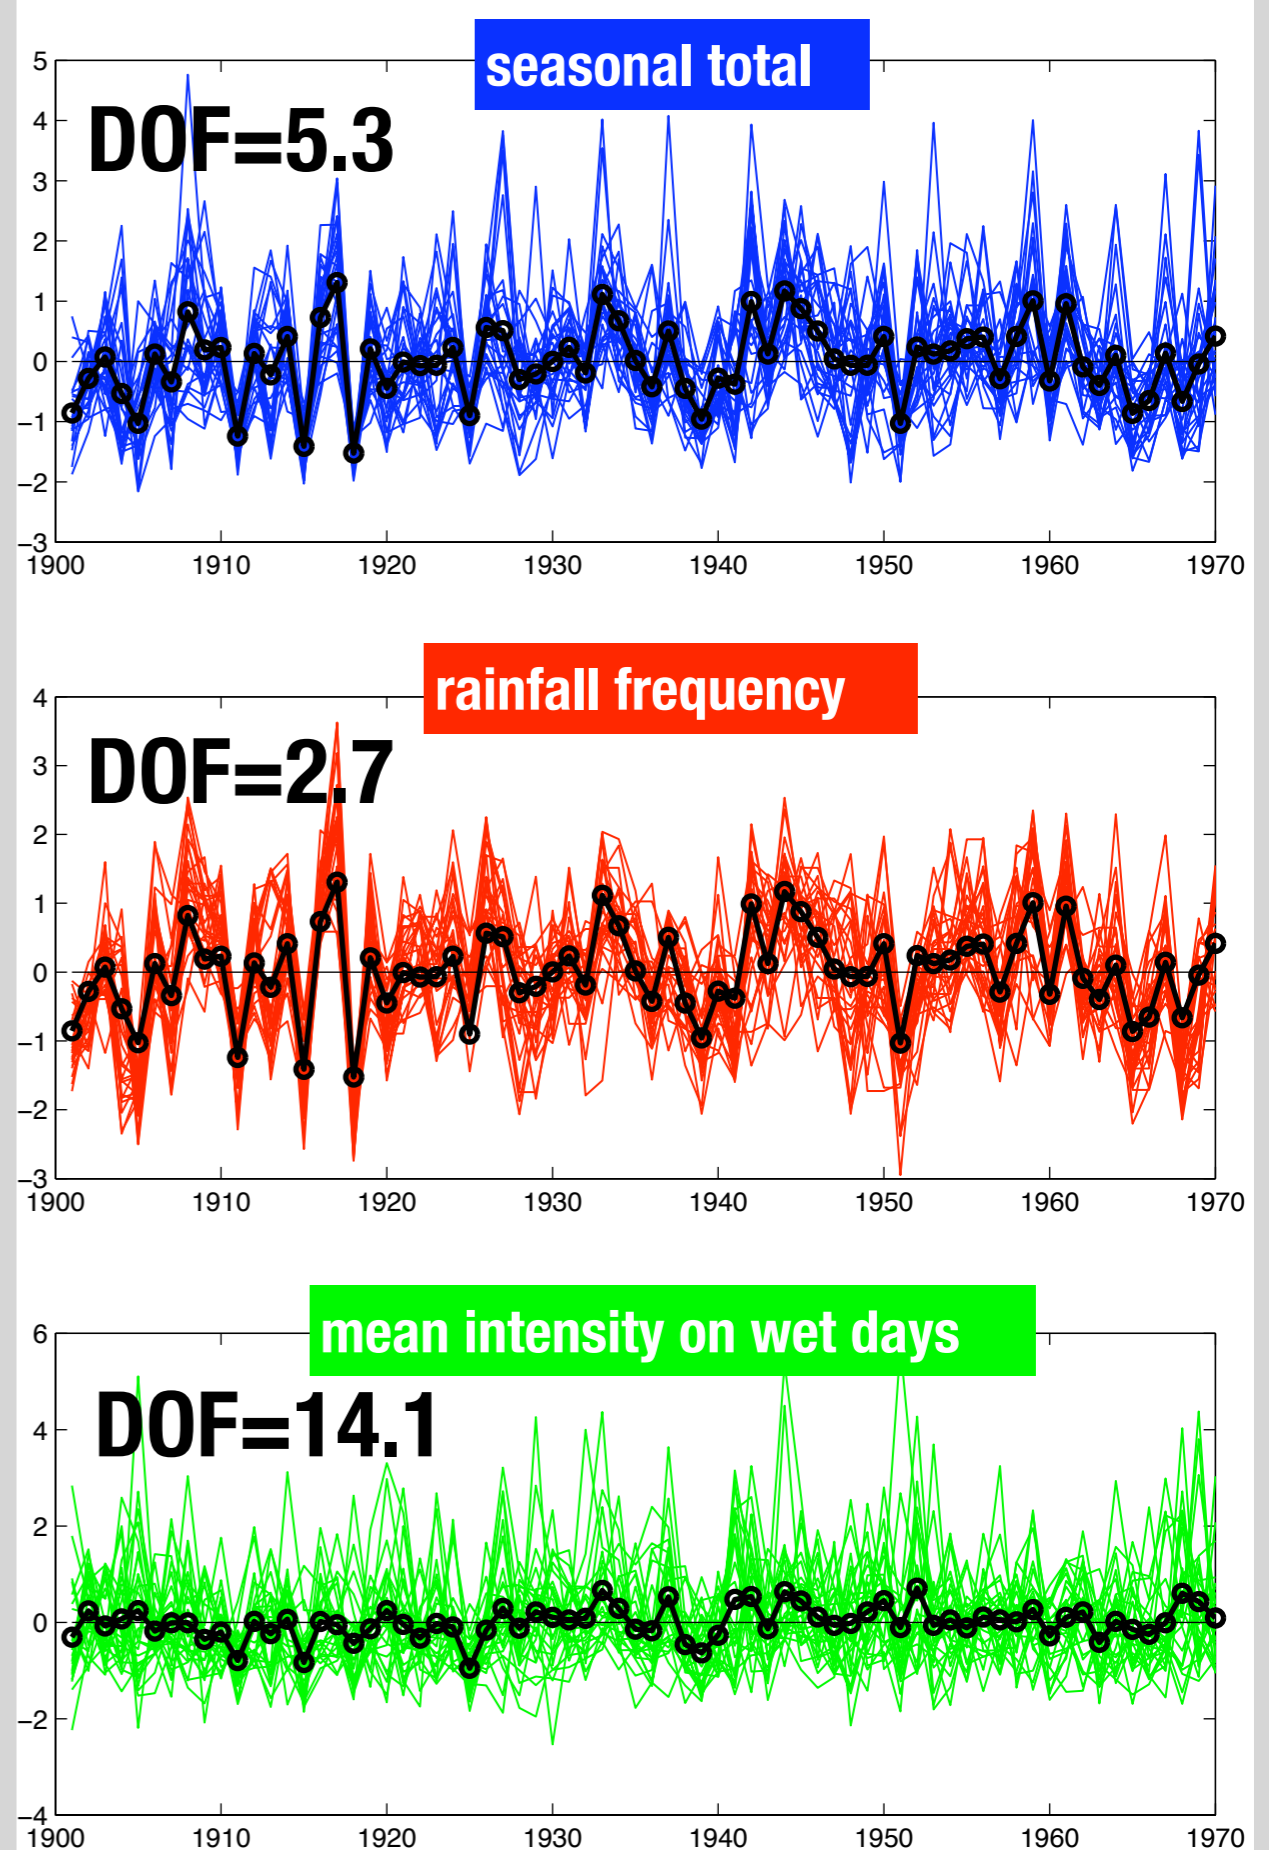 seasonal total
5
DOF=5.3
4
3
2
1
0
−1
−2
−3
1900 1910 1920 1930 1940 1950 1960 1970
rainfall frequency
4
DOF=2.7
3
2
1
0
−1
−2
−3
1900 1910 1920 1930 1940 1950 1960 1970
mean intensity on wet days
6
DOF=14.1
4
2
0
−2
−4
1900 1910 1920 1930 1940 1950 1960 1970